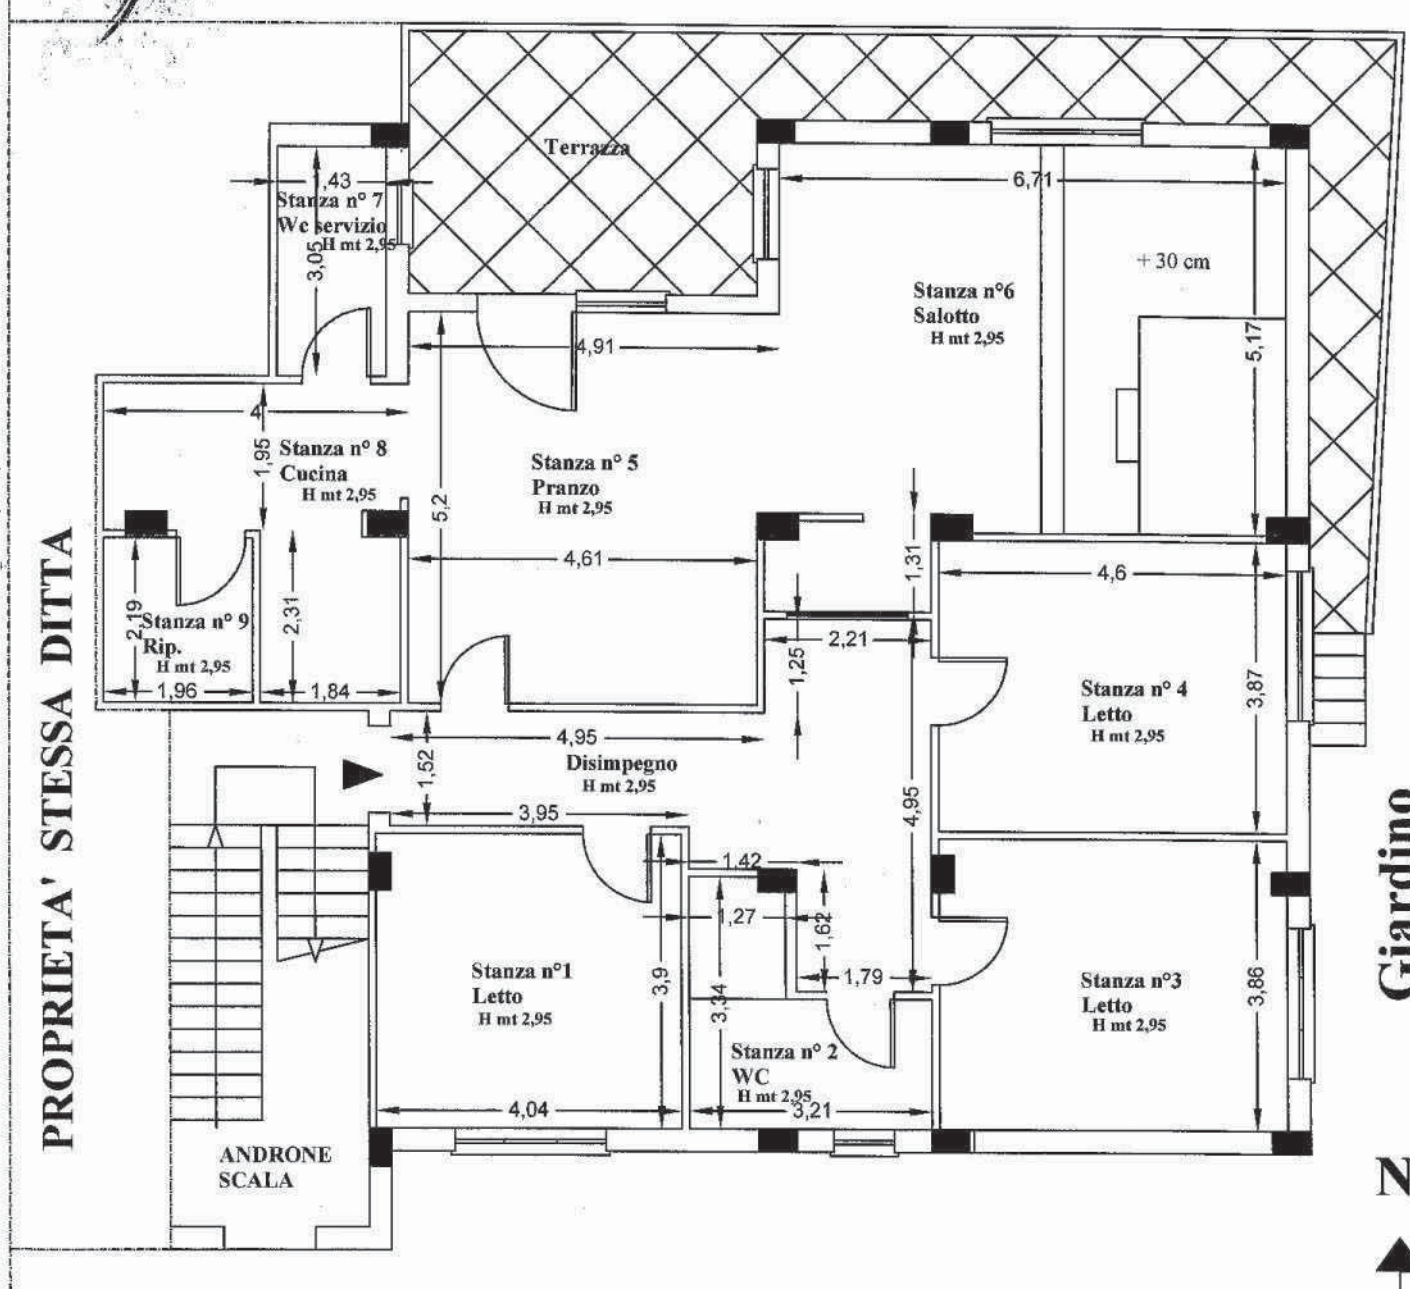 Terrazza
1,43
Stanza n° 7
Wc servizio
H mt 2,95
3,05
6,71
+ 30 cm
Stanza n°6
Salotto
H mt 2,95
5,17
4,91
4
1,95
Stanza n° 8
Cucina
H mt 2,95
Stanza n° 5
Pranzo
H mt 2,95
5,2
4,61
1,31
4,6
2,19
Stanza n° 9
Rip.
H mt 2,95
1,96
2,31
1,84
2,21
1,25
Stanza n° 4
Letto
H mt 2,95
3,87
4,95
Disimpegno
H mt 2,95
1,52
3,95
4,95
1,42
1,27
1,62
1,79
Stanza n°1
Letto
H mt 2,95
3,9
4,04
3,34
Stanza n° 2
WC
H mt 2,95
3,21
Stanza n°3
Letto
H mt 2,95
3,86
ANDRONE
SCALA
PROPRIETA' STESSA DITTA
Giardino
N